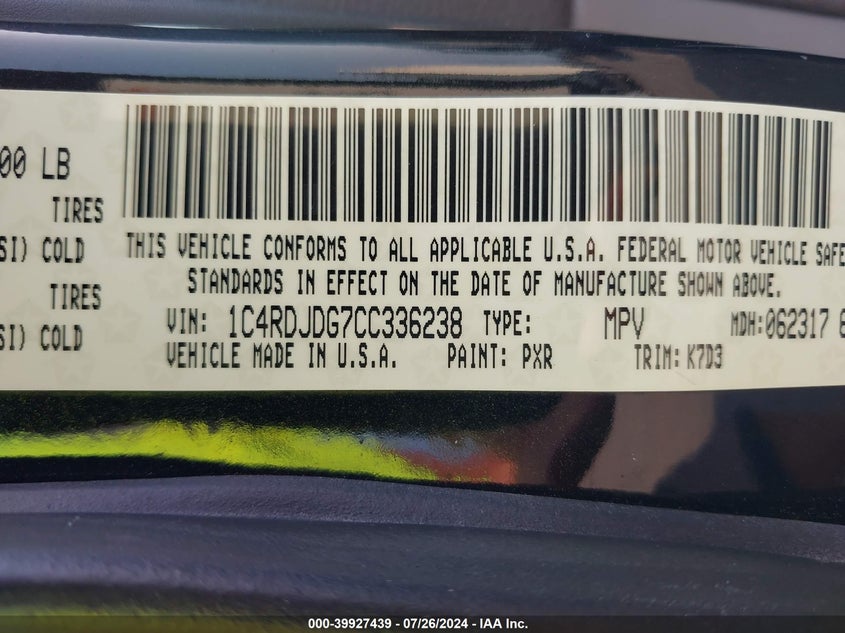 00 LB
TIRES
SI) COLD
TIRES
SI) COLD
THIS VEHICLE CONFORMS TO ALL APPLICABLE U.S.A. FEDERAL MOTOR VEHICLE SAFE
STANDARDS IN EFFECT ON THE DATE OF MANUFACTURE SHOWN ABOVE.
VIN: 1C4RDJDG7CC336238 TYPE: MPV MDH:062317
VEHICLE MADE IN U.S.A. PAINT: PXR TRIM: K7D3
000-39927439 / 07/26/2024 - © IAA Inc.